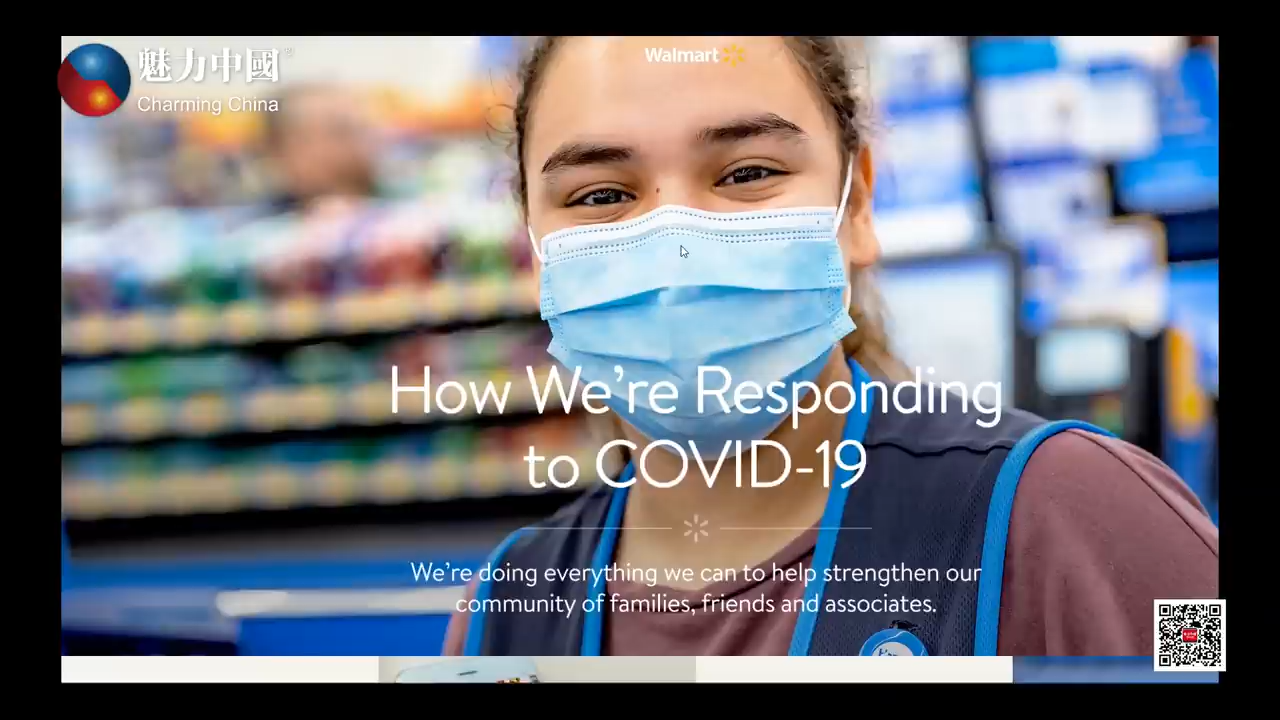 魅力中國®
Charming China
Walmart
How We're Responding
to COVID-19
We're doing everything we can to help strengthen our
community of families, friends and associates.